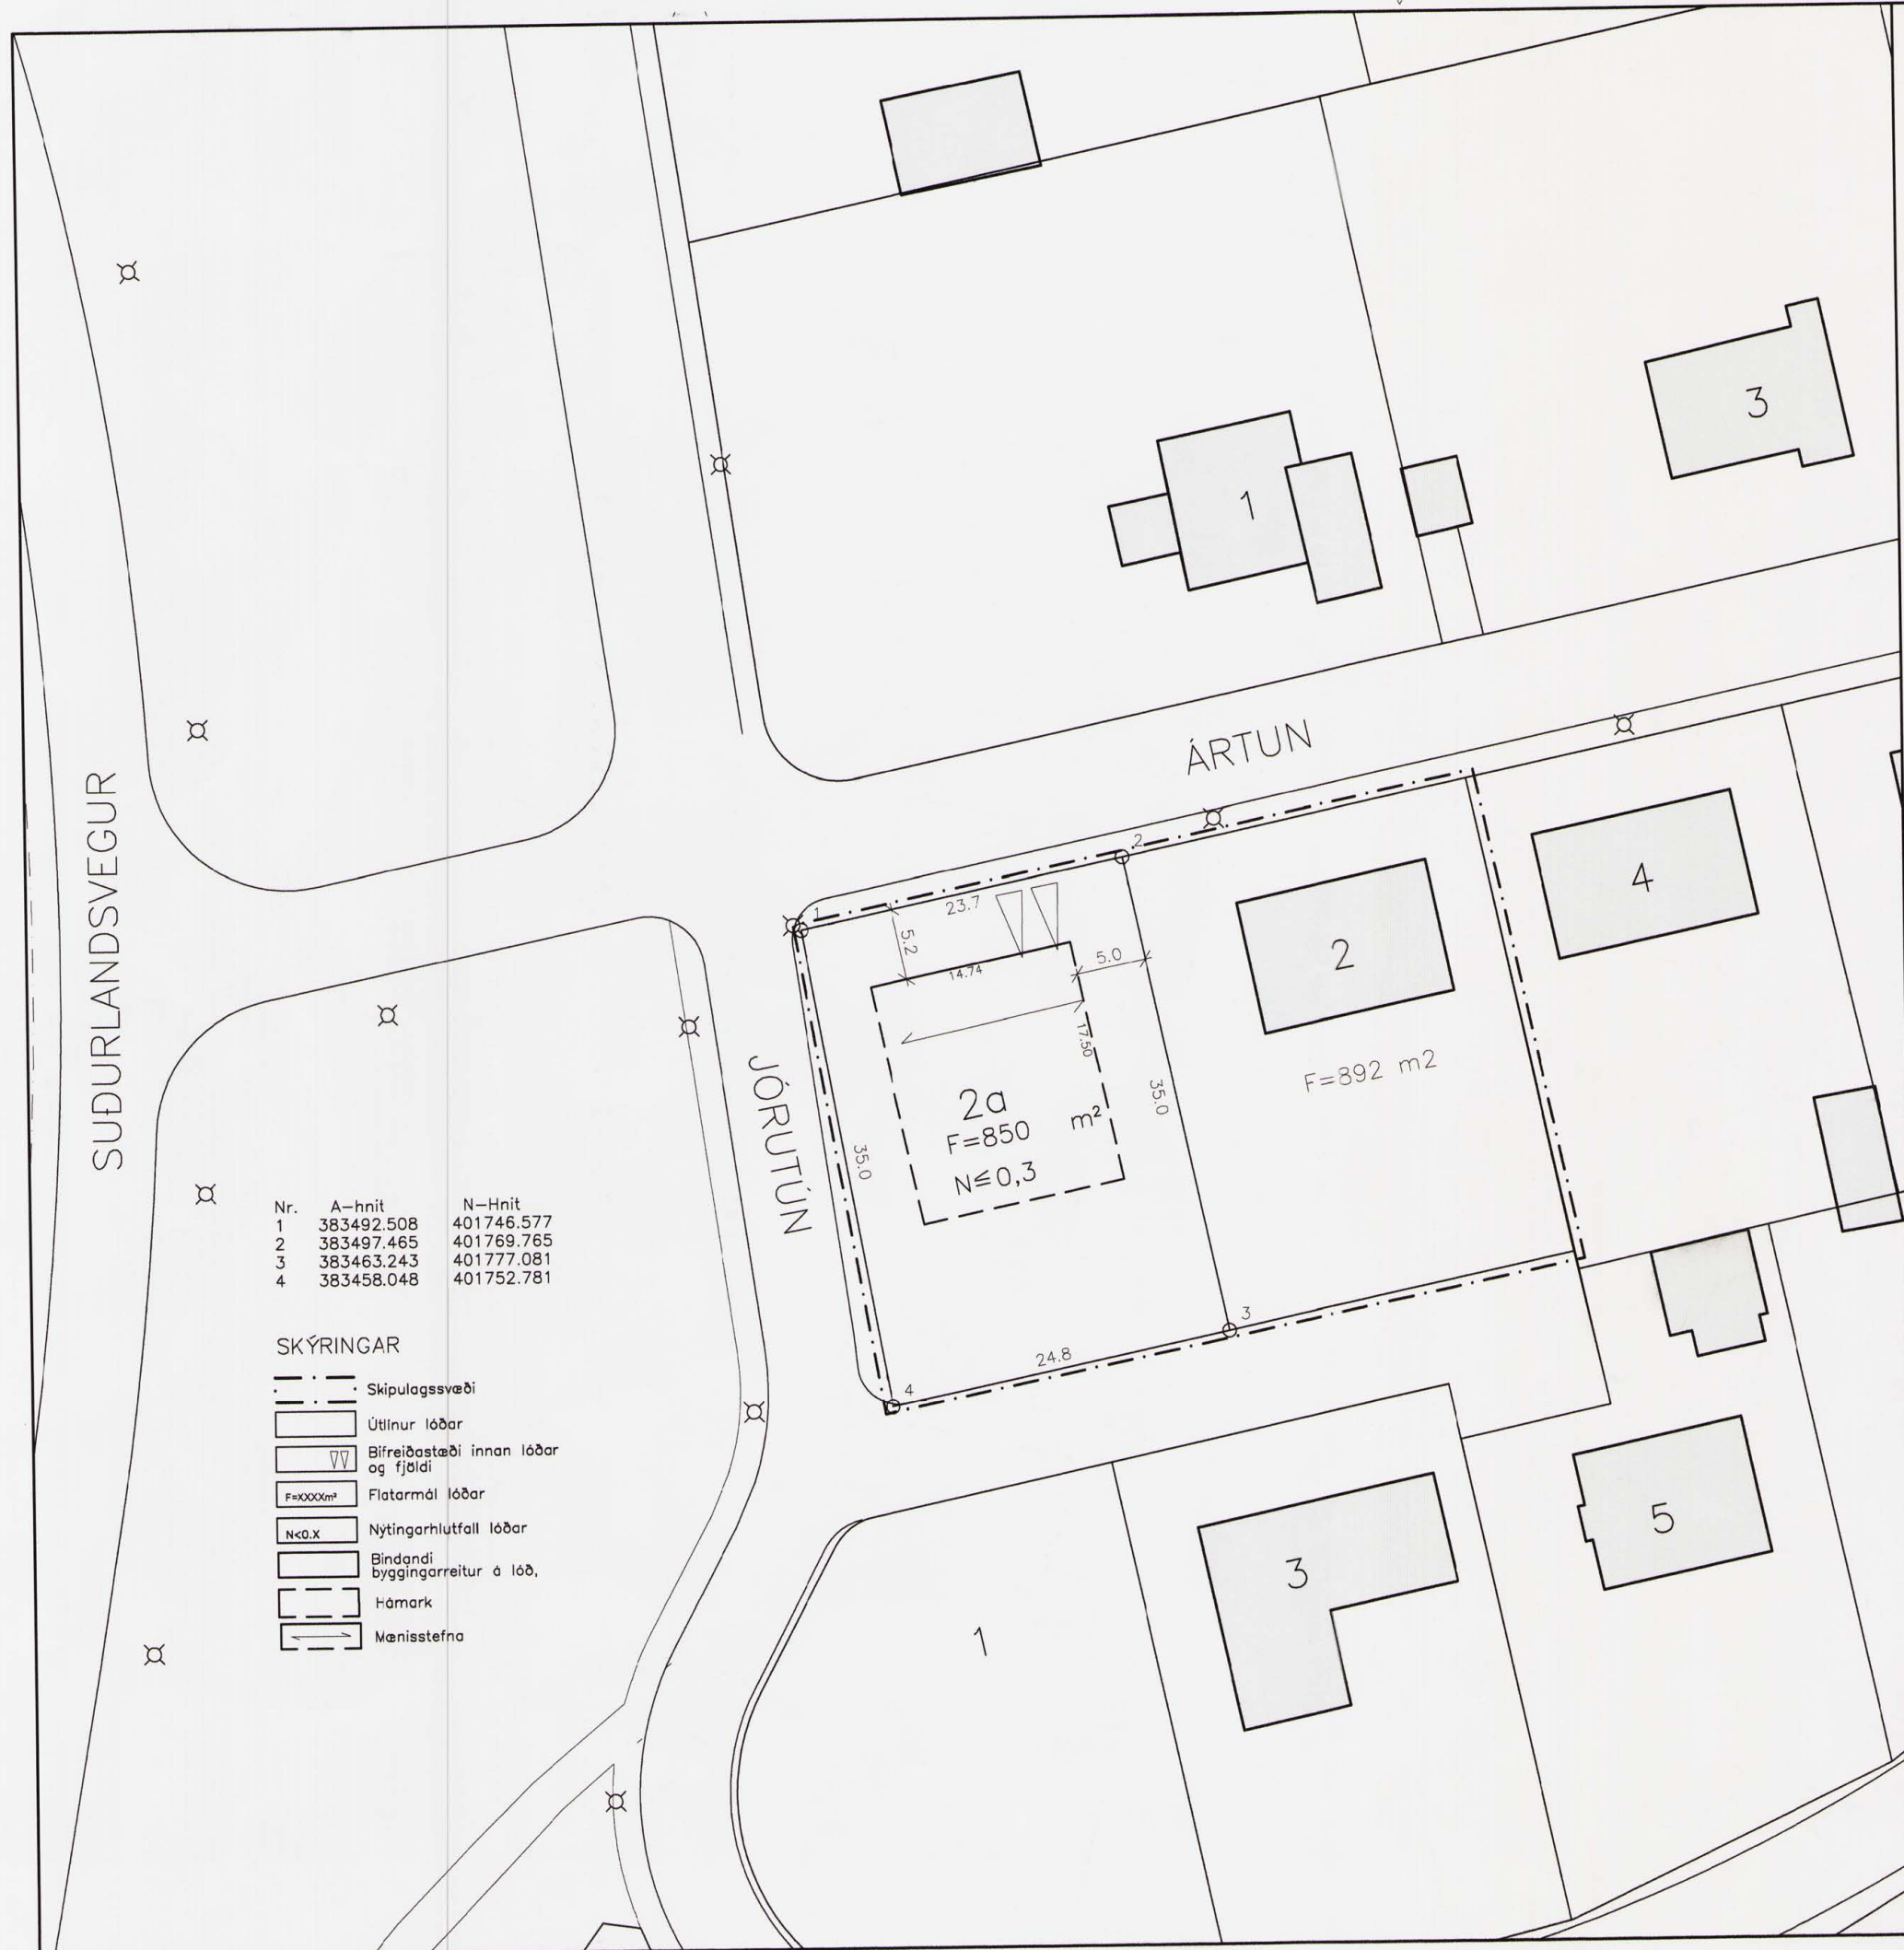 3
1
ÁRTUN
2
1
23.7
5.2
14.74
5.0
17.50
2
4
F=892 m2
SUÐURLANDSVEGUR
JÓRUTÚN
35.0
35.0
2a
F=850 m²
N≤0,3
3
24.8
4
Nr. A-hnit N-Hnit
1 383492.508 401746.577
2 383497.465 401769.765
3 383463.243 401777.081
4 383458.048 401752.781
SKÝRINGAR
Skipulagssvæði
Útlínur lóðar
Bifreiðastæði innan lóðar
og fjöldi
F=XXXXm² Flatarmál lóðar
N<0.X Nýtingarhlutfall lóðar
Bindandi
byggingarreitur á lóð,
Hámark
Mænisstefna
1
3
5